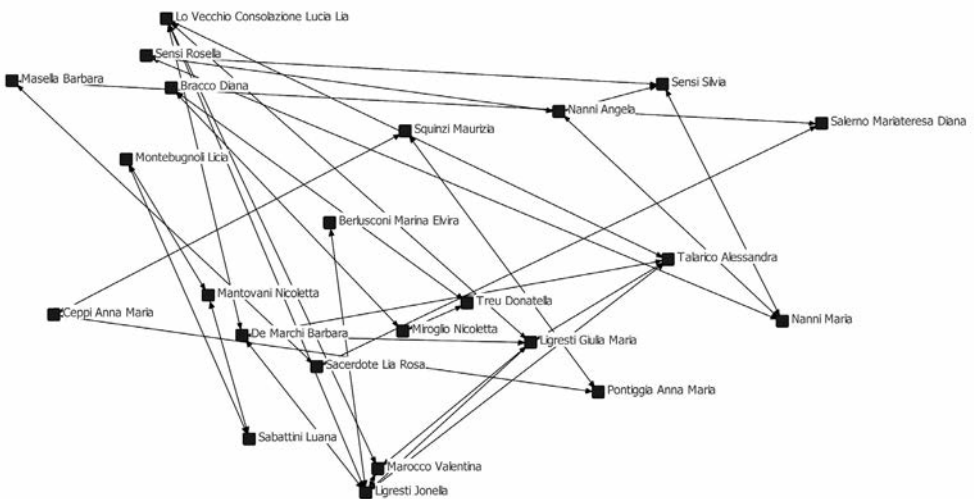 Lo Vecchio Consolazione Lucia Lia
Sensi Rosella
Masella Barbara
Bracco Diana
Sensi Silvia
Nanni Angela
Salerno Mariateresa Diana
Squinzi Maurizia
Montebugnoli Licia
Berlusconi Marina Elvira
Talarico Alessandra
Mantovani Nicoletta
Treu Donatella
Ceppi Anna Maria
Nanni Maria
De Marchi Barbara
Miroglio Nicoletta
Ligresti Giulia Maria
Sacerdote Lia Rosa
Pontiggia Anna Maria
Sabattini Luana
Marocco Valentina
Ligresti Jonella